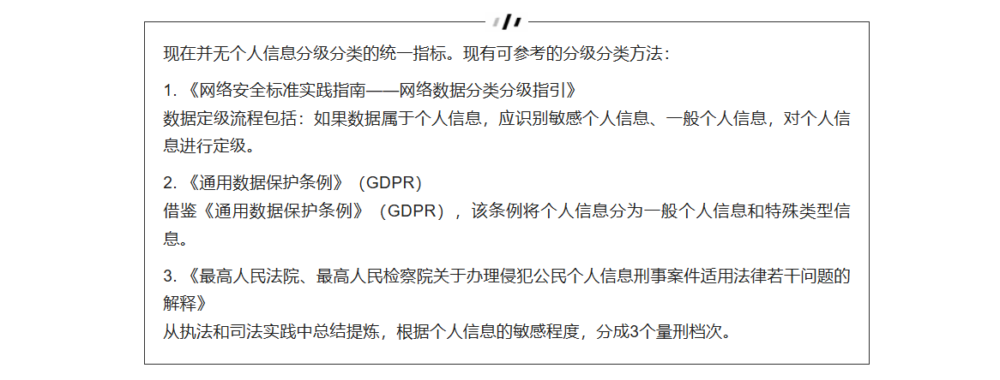 现在并无个人信息分级分类的统一指标。现有可参考的分级分类方法：
1. 《网络安全标准实践指南——网络数据分类分级指引》
数据定级流程包括：如果数据属于个人信息，应识别敏感个人信息、一般个人信息，对个人信
息进行定级。
2. 《通用数据保护条例》（GDPR）
借鉴《通用数据保护条例》（GDPR），该条例将个人信息分为一般个人信息和特殊类型信
息。
3. 《最高人民法院、最高人民检察院关于办理侵犯公民个人信息刑事案件适用法律若干问题的
解释》
从执法和司法实践中总结提炼，根据个人信息的敏感程度，分成3个量刑档次。